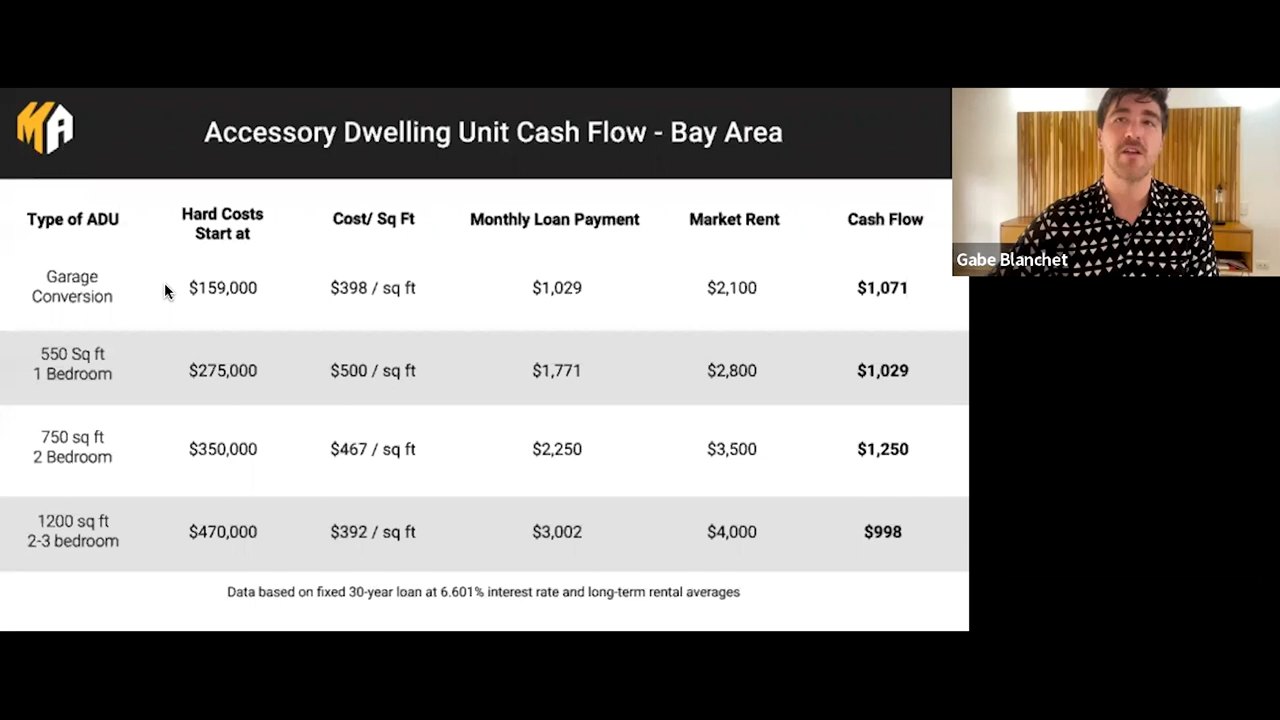 MA
Accessory Dwelling Unit Cash Flow - Bay Area
Type of ADU
Hard Costs
Start at
Cost/ Sq Ft
Monthly Loan Payment
Market Rent
Cash Flow
Garage
Conversion
$159,000
$398 / sq ft
$1,029
$2,100
$1,071
550 Sq ft
1 Bedroom
$275,000
$500 / sq ft
$1,771
$2,800
$1,029
750 sq ft
2 Bedroom
$350,000
$467 / sq ft
$2,250
$3,500
$1,250
1200 sq ft
2-3 bedroom
$470,000
$392 / sq ft
$3,002
$4,000
$998
Data based on fixed 30-year loan at 6.601% interest rate and long-term rental averages
Gabe Blanchet